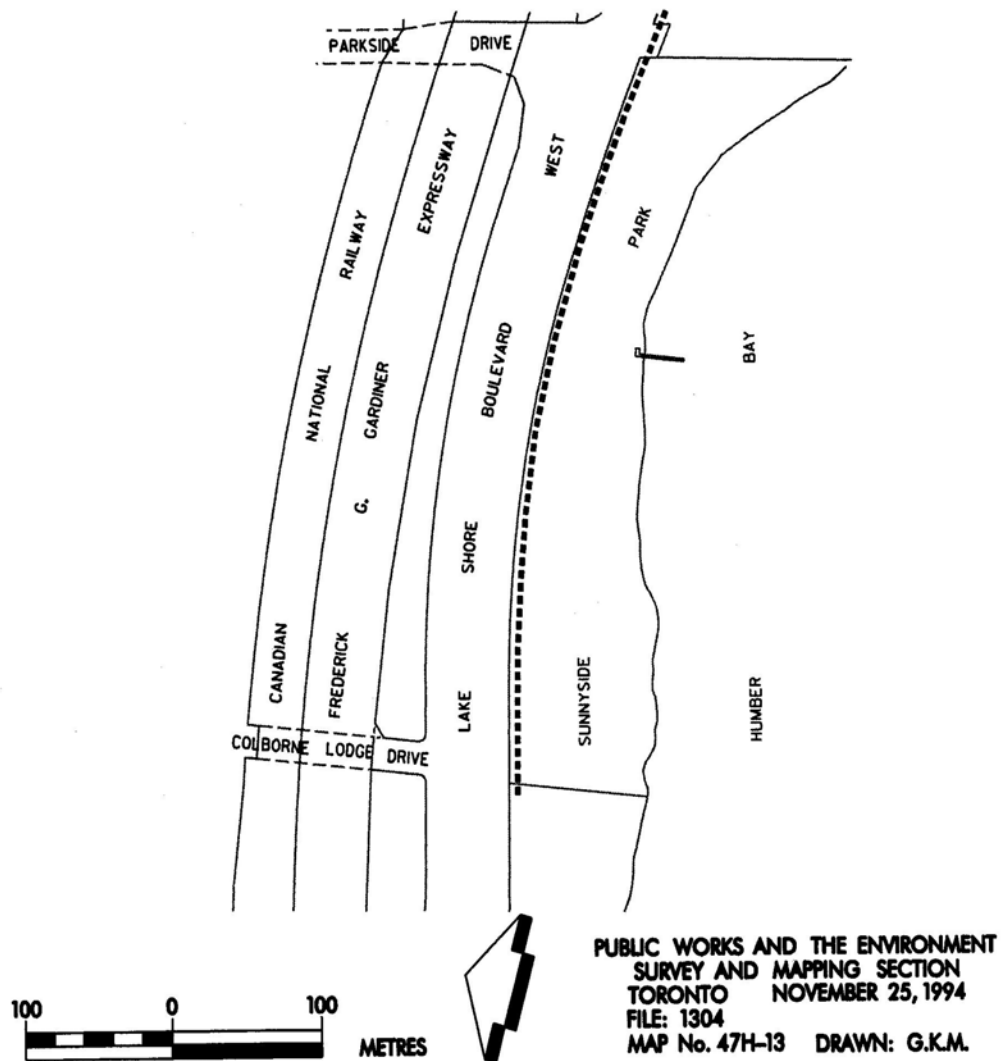 PARKSIDE DRIVE
CANADIAN NATIONAL RAILWAY
FREDERICK G. GARDINER EXPRESSWAY
LAKE SHORE BOULEVARD WEST
SUNNYSIDE PARK
HUMBER BAY
COLBORNE LODGE DRIVE
100 0 100
METRES
PUBLIC WORKS AND THE ENVIRONMENT
SURVEY AND MAPPING SECTION
TORONTO NOVEMBER 25, 1994
FILE: 1304
MAP No. 47H-13 DRAWN: G.K.M.